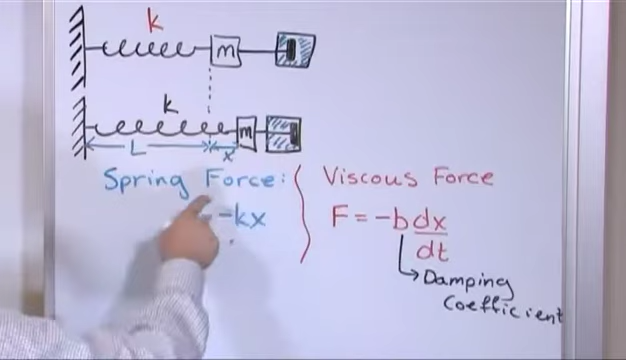 k
m
k
m
L
x
Spring Force:
-kx
Viscous Force
F = -b dx/dt
Damping
Coefficient